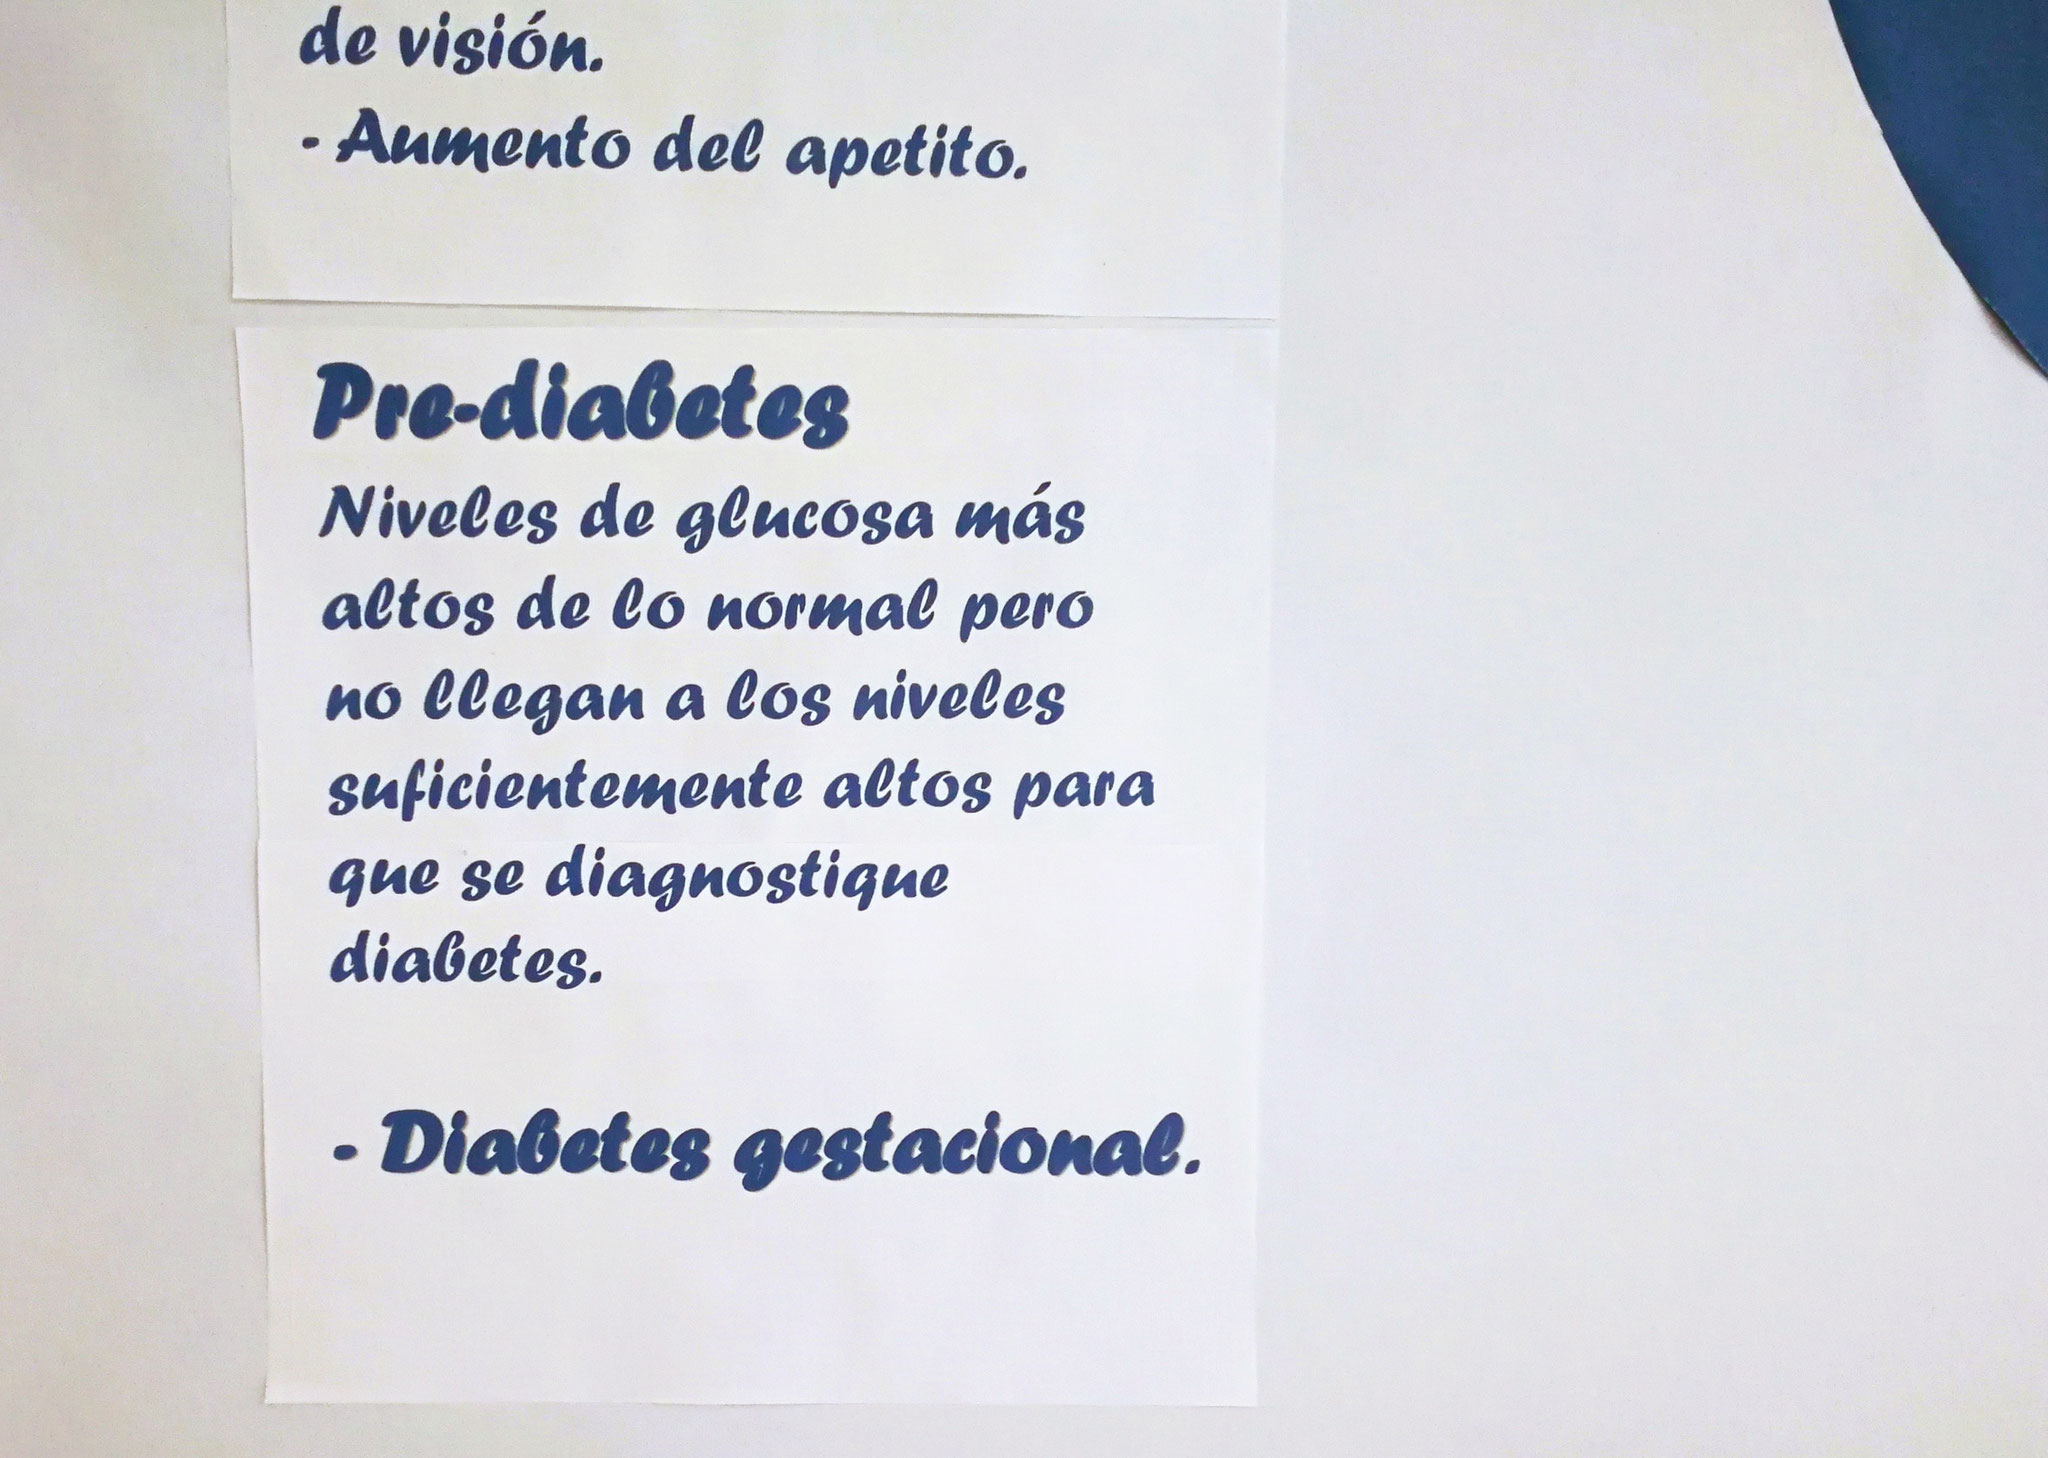 de visión.
- Aumento del apetito.
Pre-diabetes
Niveles de glucosa más
altos de lo normal pero
no llegan a los niveles
suficientemente altos para
que se diagnostique
diabetes.
- Diabetes gestacional.